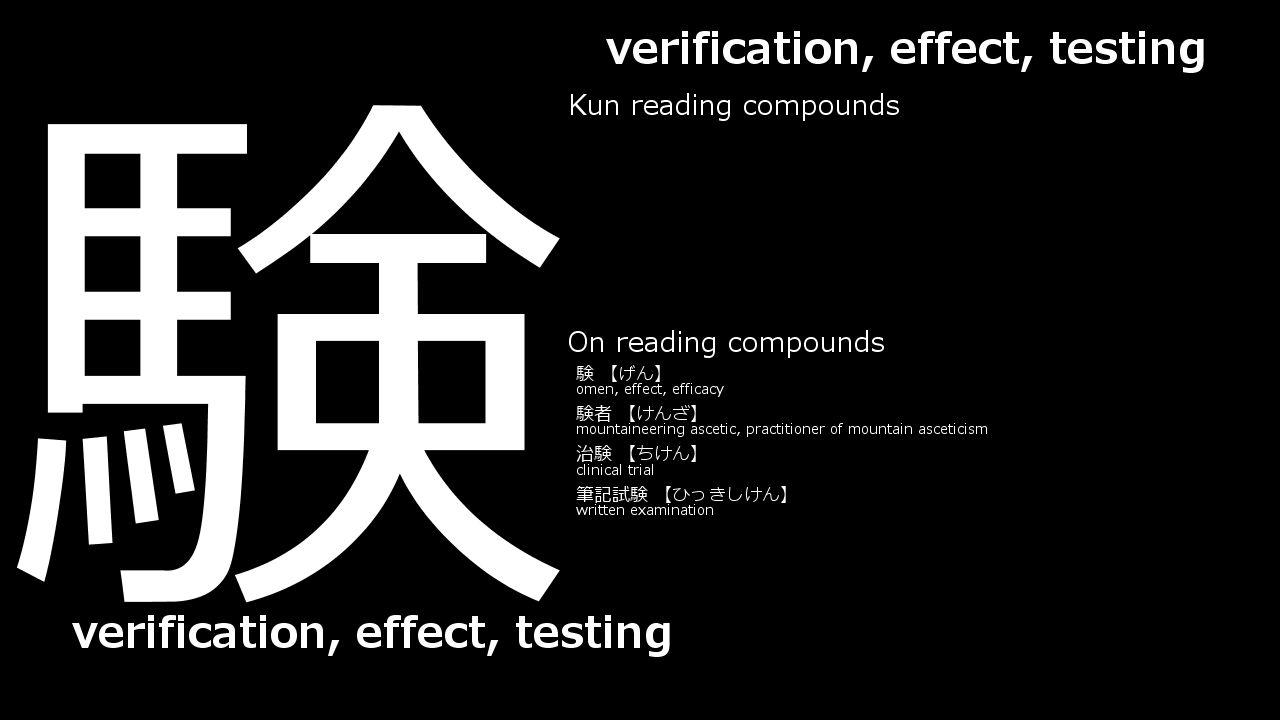 験
verification, effect, testing
verification, effect, testing
Kun reading compounds
On reading compounds
験 【げん】
omen, effect, efficacy
験者 【けんざ】
mountaineering ascetic, practitioner of mountain asceticism
治験 【ちけん】
clinical trial
筆記試験 【ひっきしけん】
written examination